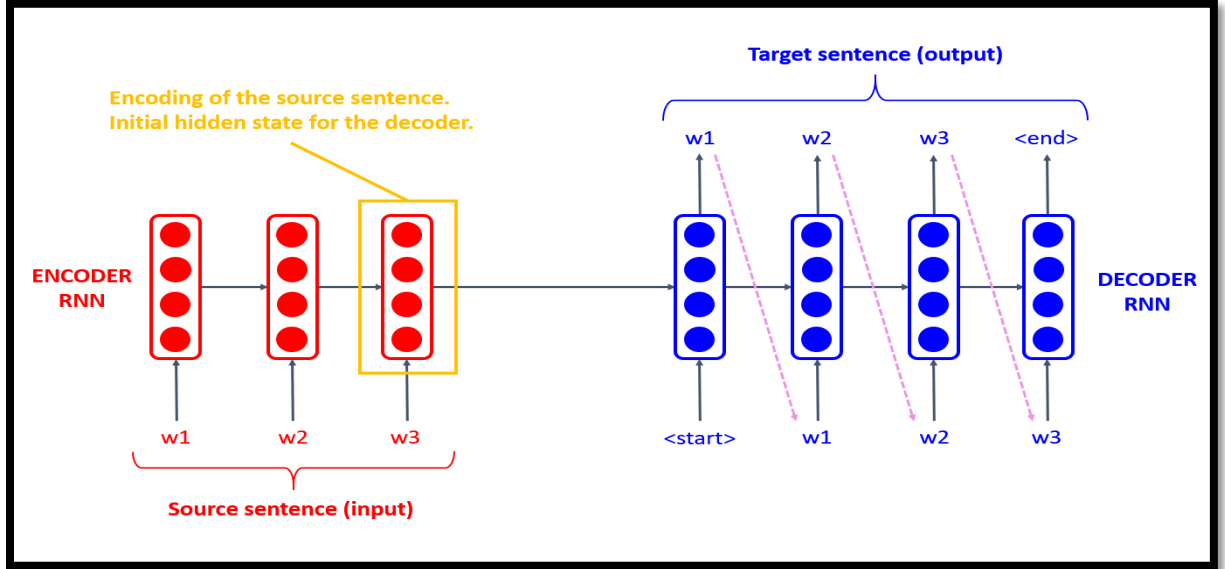 Target sentence (output)
Encoding of the source sentence.
Initial hidden state for the decoder.
w1 w2 w3 <end>
ENCODER
RNN
DECODER
RNN
w1 w2 w3
<start> w1 w2 w3
Source sentence (input)